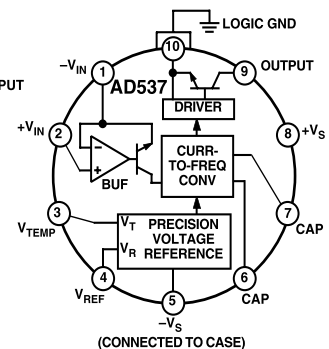 LOGIC GND
10
–VIN
1
AD537
9
OUTPUT
PUT
DRIVER
+VIN
2
8
+VS
CURR-
TO-FREQ
CONV
BUF
3
VTEMP
7
CAP
VT
PRECISION
VOLTAGE
REFERENCE
VR
4
VREF
6
CAP
5
–VS
(CONNECTED TO CASE)